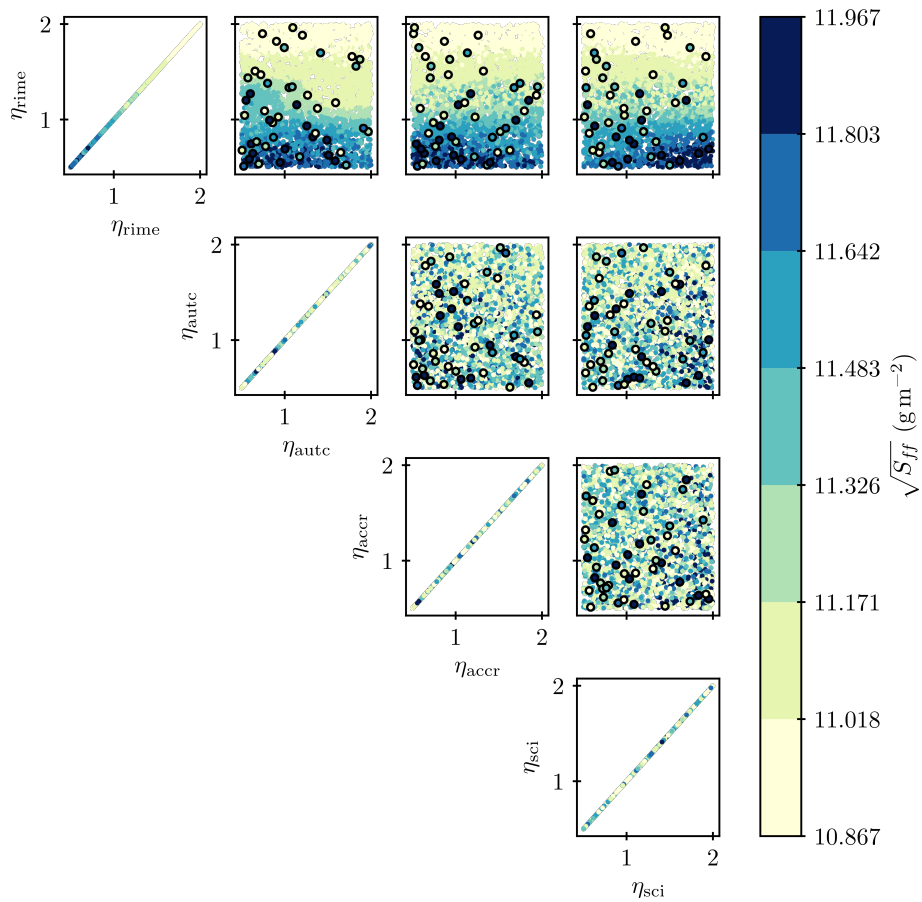 2
η_rime
1
1
2
η_rime
2
η_autc
1
1
2
η_autc
2
η_accr
1
1
2
η_accr
2
η_sci
1
1
2
η_sci
11.967
11.803
11.642
11.483
11.326
11.171
11.018
10.867
√S_ff (g m⁻²)